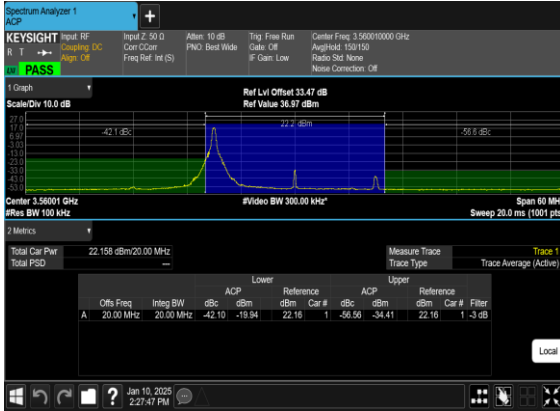 Spectrum Analyzer 1
ACP
KEYSIGHT Input: RF Input Z: 50 Ω Atten: 10 dB Trig: Free Run Center Freq: 3.560010000 GHz
R T Coupling: DC Corr CCorr PNO: Best Wide Gate: Off Avg|Hold: 150/150
Align: Off Freq Ref: Int (S) IF Gain: Low Radio Std: None
PASS Noise Correction: Off
1 Graph
Ref Lvl Offset 33.47 dB
Scale/Div 10.0 dB Ref Value 36.97 dBm
27.0
17.0 -42.1 dBc 22.2 dBm -56.6 dBc
6.97
-3.03
-13.0
-23.0
-33.0
-43.0
-53.0
Center 3.56001 GHz #Video BW 300.00 kHz* Span 60 MH
#Res BW 100 kHz Sweep 20.0 ms (1001 pts
2 Metrics
Total Car Pwr 22.158 dBm/20.00 MHz Measure Trace Trace 1
Total PSD — Trace Type Trace Average (Active)
Lower Upper
ACP Reference ACP Reference
Offs Freq Integ BW dBc dBm dBm Car # dBc dBm dBm Car # Filter
A 20.00 MHz 20.00 MHz -42.10 -19.94 22.16 1 -56.56 -34.41 22.16 1 -3 dB
Local
Jan 10, 2025
2:27:47 PM